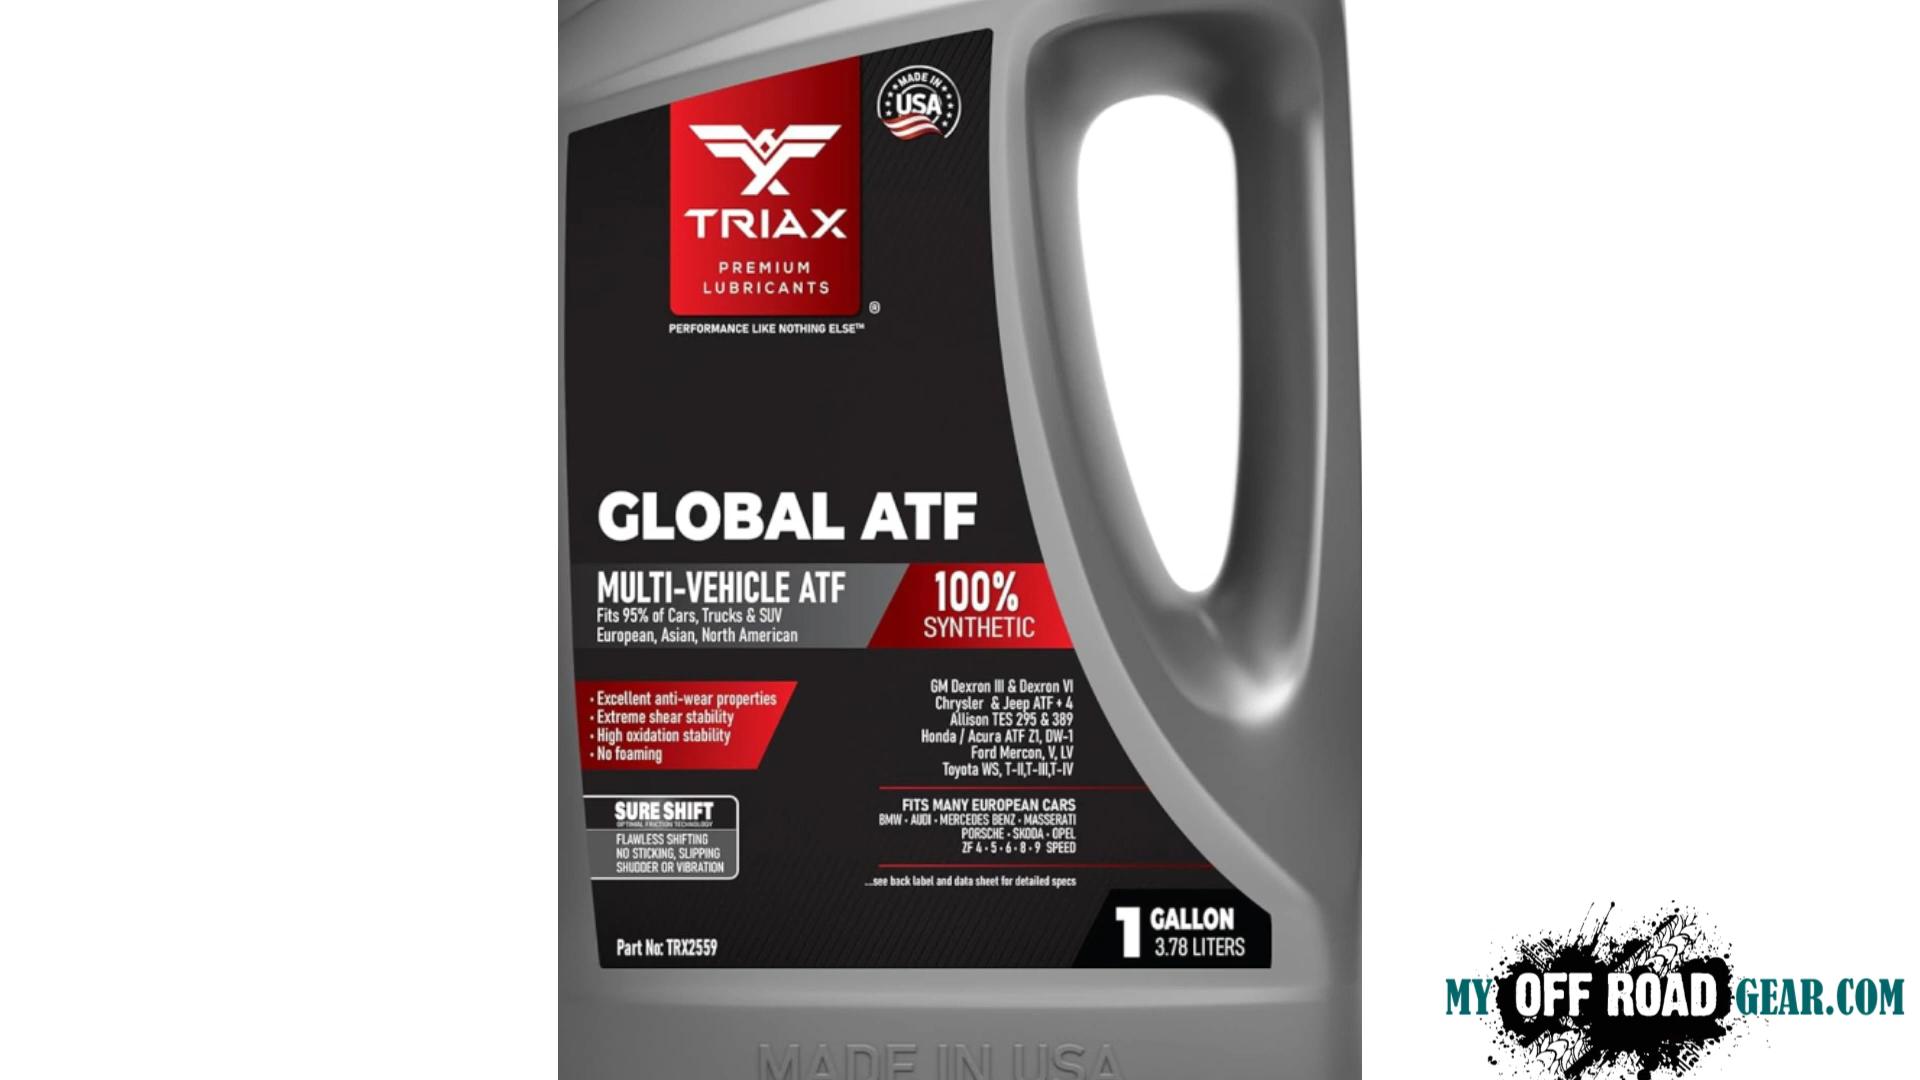 MADE IN
USA
TRIAX
PREMIUM
LUBRICANTS
®
PERFORMANCE LIKE NOTHING ELSE™
GLOBAL ATF
MULTI-VEHICLE ATF
Fits 95% of Cars, Trucks & SUV
European, Asian, North American
100%
SYNTHETIC
· Excellent anti-wear properties
· Extreme shear stability
· High oxidation stability
· No foaming
GM Dexron III & Dexron VI
Chrysler & Jeep ATF + 4
Allison TES 295 & 389
Honda / Acura ATF Z1, DW-1
Ford Mercon, V, LV
Toyota WS, T-II,T-III,T-IV
SURE SHIFT
OPTIMAL FRICTION TECHNOLOGY
FLAWLESS SHIFTING
NO STICKING, SLIPPING
SHUDDER OR VIBRATION
FITS MANY EUROPEAN CARS
BMW · AUDI · MERCEDES BENZ · MASSERATI
PORSCHE · SKODA · OPEL
ZF 4 · 5 · 6 · 8 · 9 SPEED
...see back label and data sheet for detailed specs
Part No: TRX2559
1 GALLON
3.78 LITERS
MADE IN USA
MY OFF ROAD GEAR.COM